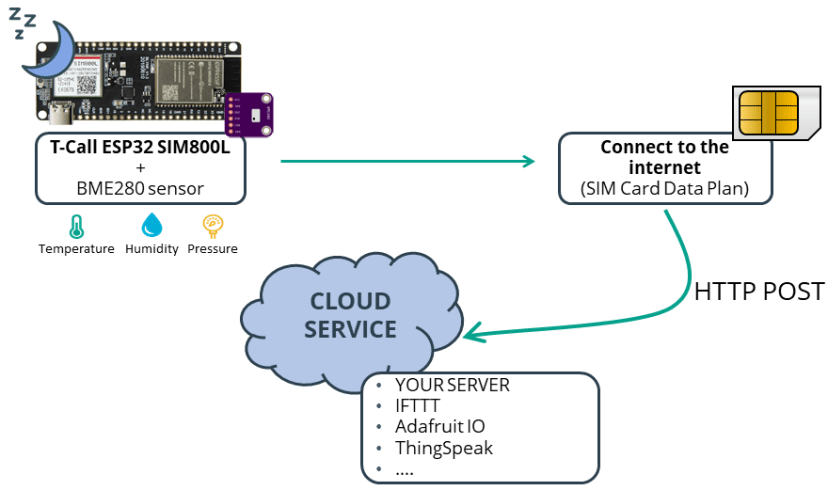 Z Z
z
SIM800L
T-Call ESP32 SIM800L
+
BME280 sensor
Temperature Humidity Pressure
Connect to the
internet
(SIM Card Data Plan)
HTTP POST
CLOUD
SERVICE
• YOUR SERVER
• IFTTT
• Adafruit IO
• ThingSpeak
• ....